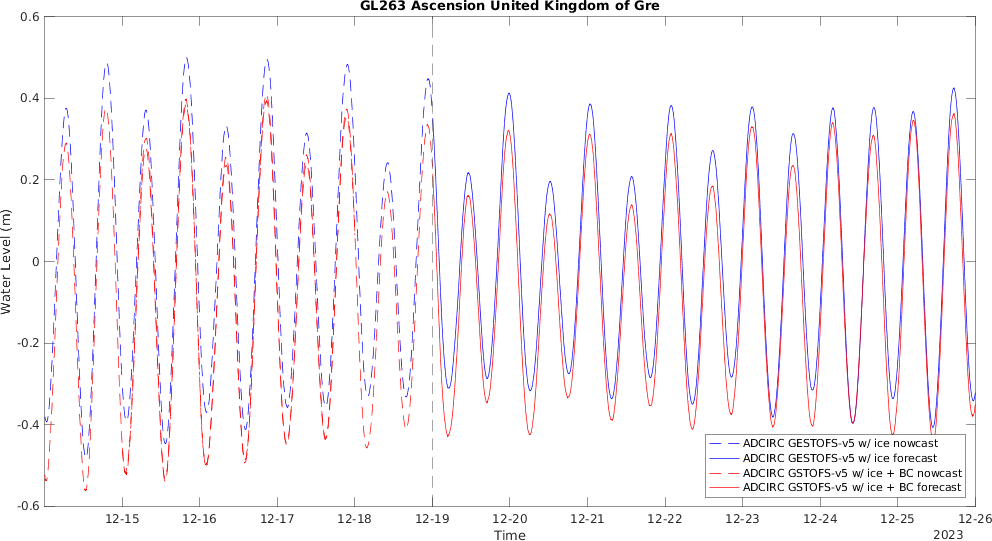 GL263 Ascension United Kingdom of Gre
0.6
0.4
0.2
0
-0.2
-0.4
-0.6
Water Level (m)
12-15
12-16
12-17
12-18
12-19
12-20
12-21
12-22
12-23
12-24
12-25
12-26
Time
2023
ADCIRC GESTOFS-v5 w/ ice nowcast
ADCIRC GESTOFS-v5 w/ ice forecast
ADCIRC GSTOFS-v5 w/ ice + BC nowcast
ADCIRC GSTOFS-v5 w/ ice + BC forecast